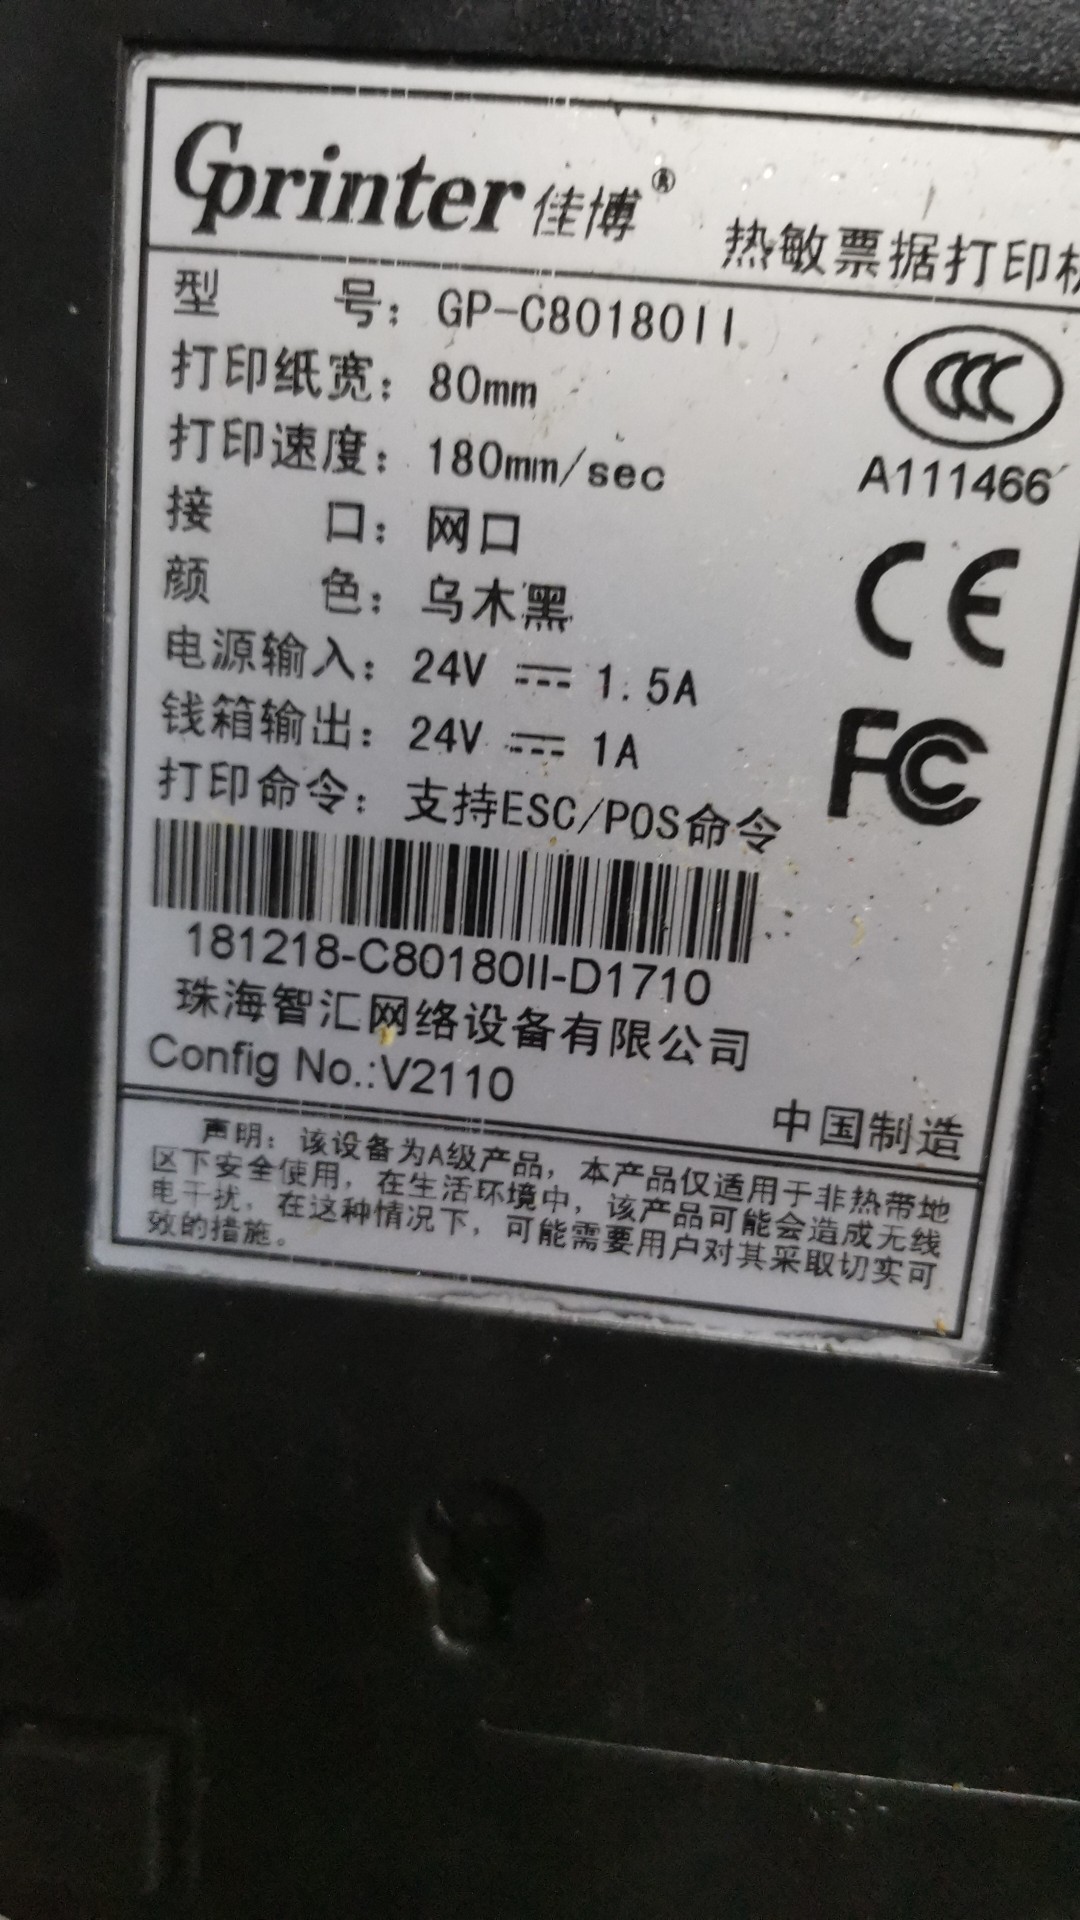 Gprinter 佳博®
热敏票据打印机
型 号: GP-C80180II
打印纸宽: 80mm
打印速度: 180mm/sec
接 口: 网口
颜 色: 乌木黑
电源输入: 24V ⎓ 1.5A
钱箱输出: 24V ⎓ 1A
打印命令: 支持ESC/POS命令
CCC
A111466
CE
FC
181218-C80180II-D1710
珠海智汇网络设备有限公司
Config No.:V2110
中国制造
声明: 该设备为A级产品, 本产品仅适用于非热带地
区下安全使用, 在生活环境中, 该产品可能会造成无线
电干扰, 在这种情况下, 可能需要用户对其采取切实可
效的措施。